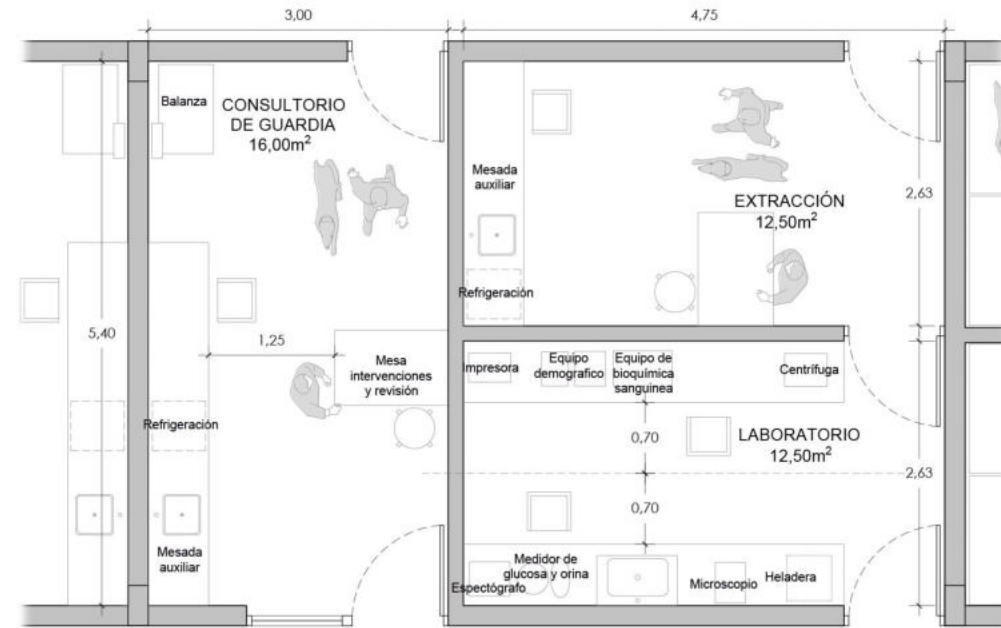 3,00
4,75
Balanza
CONSULTORIO
DE GUARDIA
16,00m²
Mesada
auxiliar
EXTRACCIÓN
12,50m²
2,63
Refrigeración
5,40
1,25
Mesa
intervenciones
y revisión
Impresora
Equipo
demografico
Equipo de
bioquímica
sanguinea
Centrífuga
Refrigeración
0,70
LABORATORIO
12,50m²
2,63
0,70
Mesada
auxiliar
Medidor de
glucosa y orina
Espectógrafo
Microscopio
Heladera